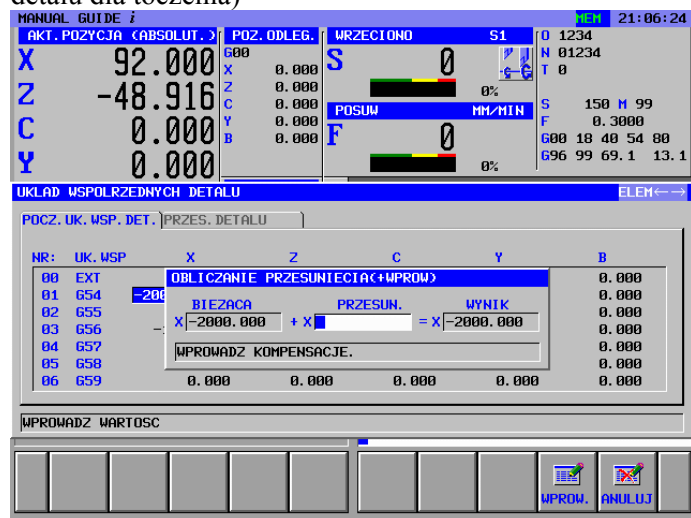 detalu dla toczenia)
MANUAL GUIDE i MEM 21:06:24
AKT.POZYCJA (ABSOLUT.) POZ.ODLEG. WRZECIONO S1 O 1234
X 92.000 G00 X 0.000 S 0 N 01234
T 0
Z -48.916 Z 0.000 0%
C 0.000 C 0.000 POSUW MM/MIN S 150 M 99
Y 0.000 Y 0.000 F 0 F 0.3000
B 0.000 G00 18 40 54 80
0% G96 99 69.1 13.1
UKLAD WSPOLRZEDNYCH DETALU ELEM←→
POCZ.UK.WSP.DET. PRZES.DETALU
NR: UK.WSP X Z C Y B
00 EXT 0.000
01 G54 -200 0.000
02 G55 0.000
03 G56 - 0.000
04 G57 0.000
05 G58 0.000
06 G59 0.000 0.000 0.000 0.000 0.000
OBLICZANIE PRZESUNIECIA(+WPROW)
BIEZACA PRZESUN. WYNIK
X -2000.000 + X = X -2000.000
WPROWADZ KOMPENSACJE.
WPROWADZ WARTOSC
WPROW. ANULUJ